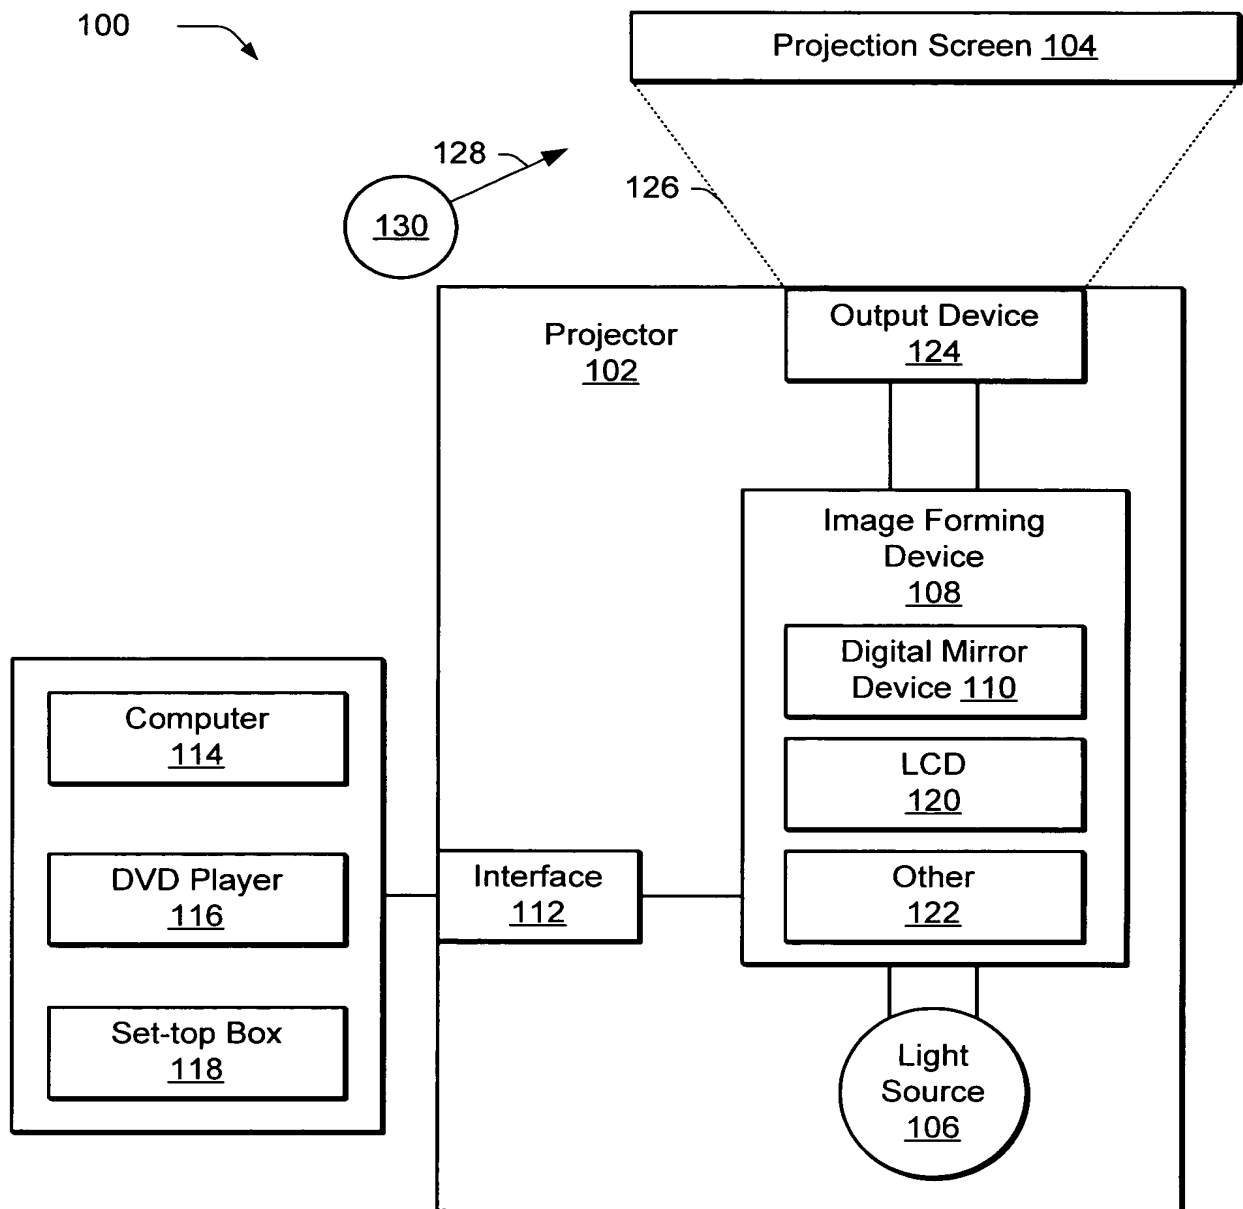 100
Projection Screen 104
128
126
130
Projector
102
Output Device
124
Image Forming
Device
108
Digital Mirror
Device 110
LCD
120
Other
122
Computer
114
DVD Player
116
Set-top Box
118
Interface
112
Light
Source
106